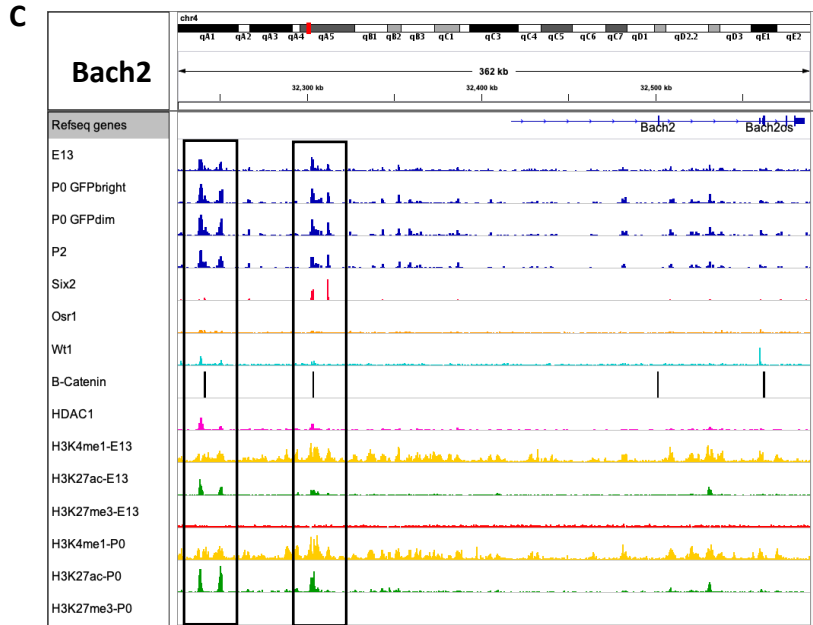 C
chr4
qA1 qA2 qA3 qA4 qA5 qB1 qB2 qB3 qC1 qC3 qC4 qC5 qC6 qC7 qD1 qD2.2 qD3 qE1 qE2
Bach2
362 kb
32,300 kb 32,400 kb 32,500 kb
Refseq genes
Bach2 Bach2os
E13
P0 GFPbright
P0 GFPdim
P2
Six2
Osr1
Wt1
B-Catenin
HDAC1
H3K4me1-E13
H3K27ac-E13
H3K27me3-E13
H3K4me1-P0
H3K27ac-P0
H3K27me3-P0